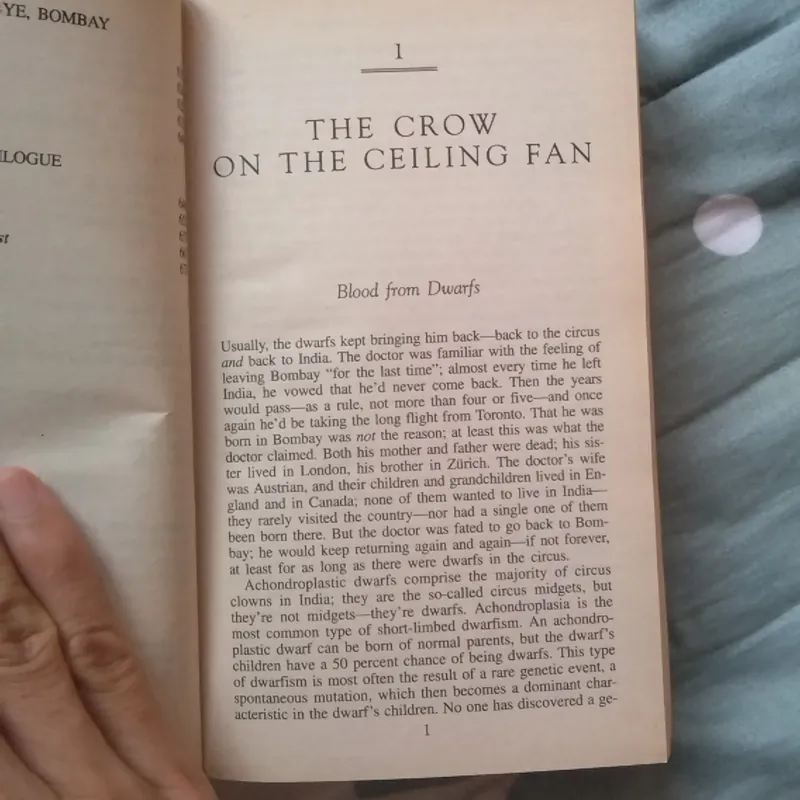 YE, BOMBAY
ILOGUE
st
1
THE CROW
ON THE CEILING FAN
Blood from Dwarfs
Usually, the dwarfs kept bringing him back—back to the circus
and back to India. The doctor was familiar with the feeling of
leaving Bombay “for the last time”; almost every time he left
India, he vowed that he’d never come back. Then the years
would pass—as a rule, not more than four or five—and once
again he’d be taking the long flight from Toronto. That he was
born in Bombay was not the reason; at least this was what the
doctor claimed. Both his mother and father were dead; his sis-
ter lived in London, his brother in Zürich. The doctor’s wife
was Austrian, and their children and grandchildren lived in En-
gland and in Canada; none of them wanted to live in India—
they rarely visited the country—nor had a single one of them
been born there. But the doctor was fated to go back to Bom-
bay; he would keep returning again and again—if not forever,
at least for as long as there were dwarfs in the circus.
Achondroplastic dwarfs comprise the majority of circus
clowns in India; they are the so-called circus midgets, but
they’re not midgets—they’re dwarfs. Achondroplasia is the
most common type of short-limbed dwarfism. An achondro-
plastic dwarf can be born of normal parents, but the dwarf’s
children have a 50 percent chance of being dwarfs. This type
of dwarfism is most often the result of a rare genetic event, a
spontaneous mutation, which then becomes a dominant char-
acteristic in the dwarf’s children. No one has discovered a ge-
1